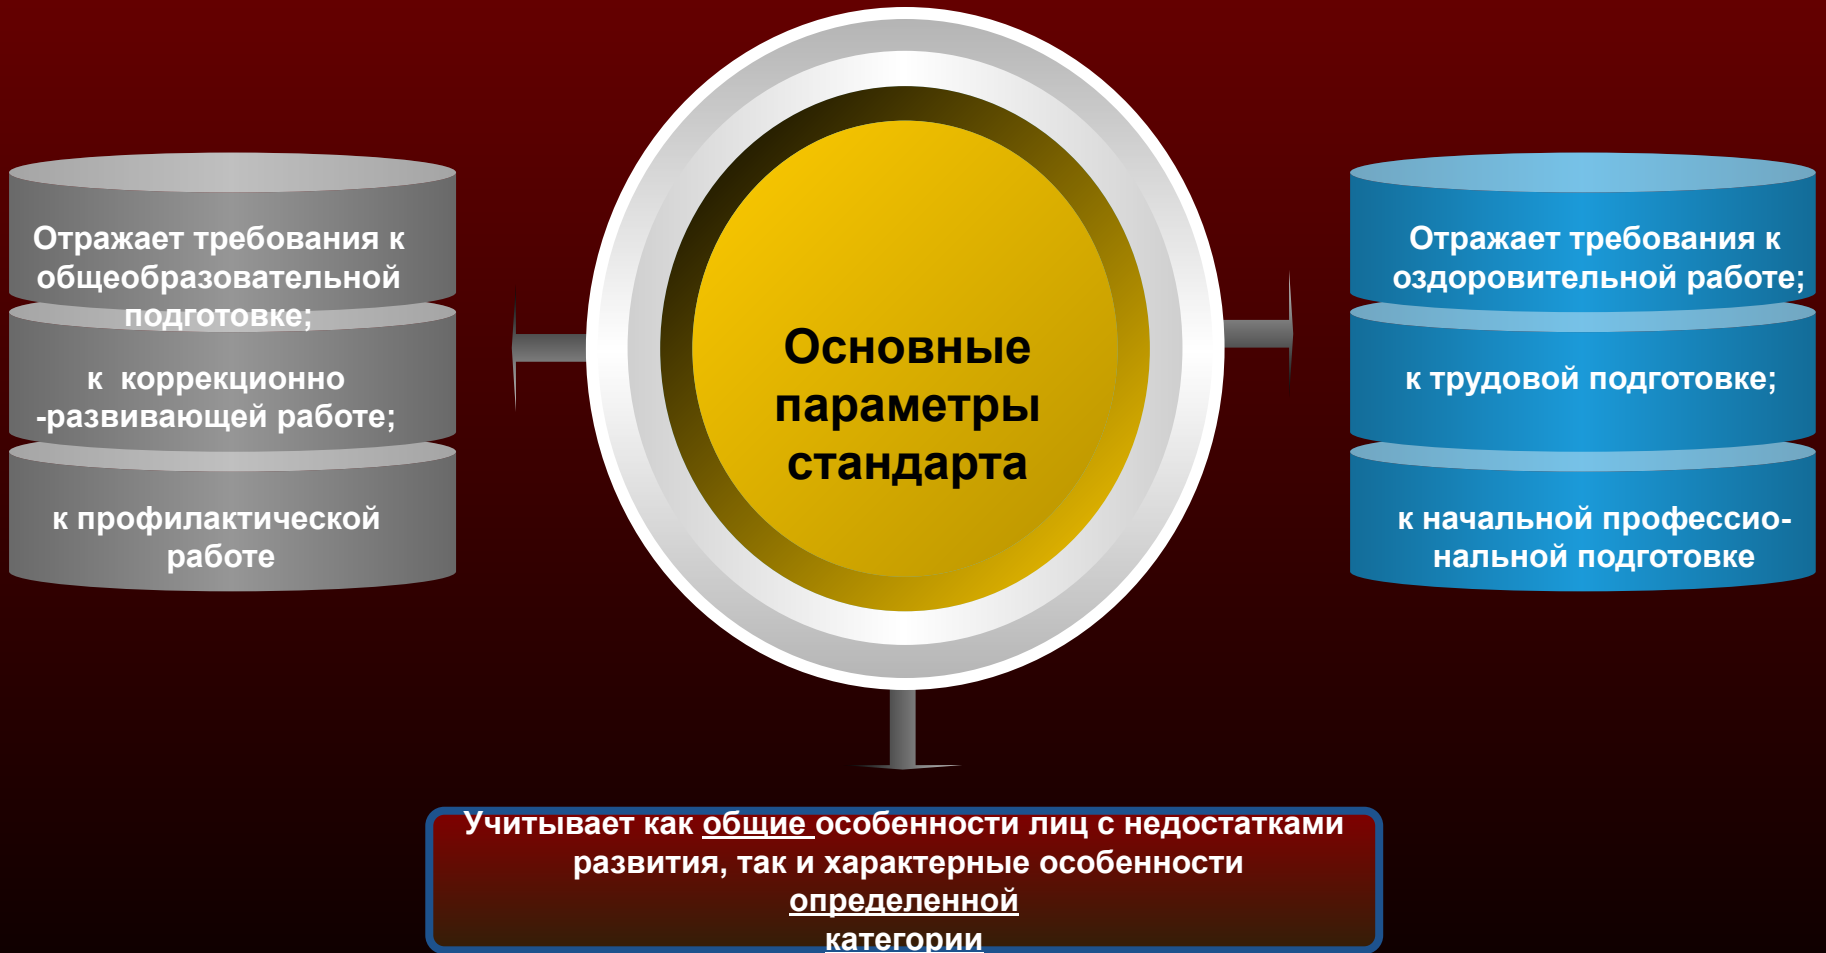 Отражает требования к
общеобразовательной
подготовке;
к  коррекционно
-развивающей работе;
к профилактической
работе
Основные
параметры
стандарта
Отражает требования к
оздоровительной работе;
к трудовой подготовке;
к начальной профессио-
нальной подготовке
Учитывает как общие особенности лиц с недостатками
развития, так и характерные особенности
определенной
категории